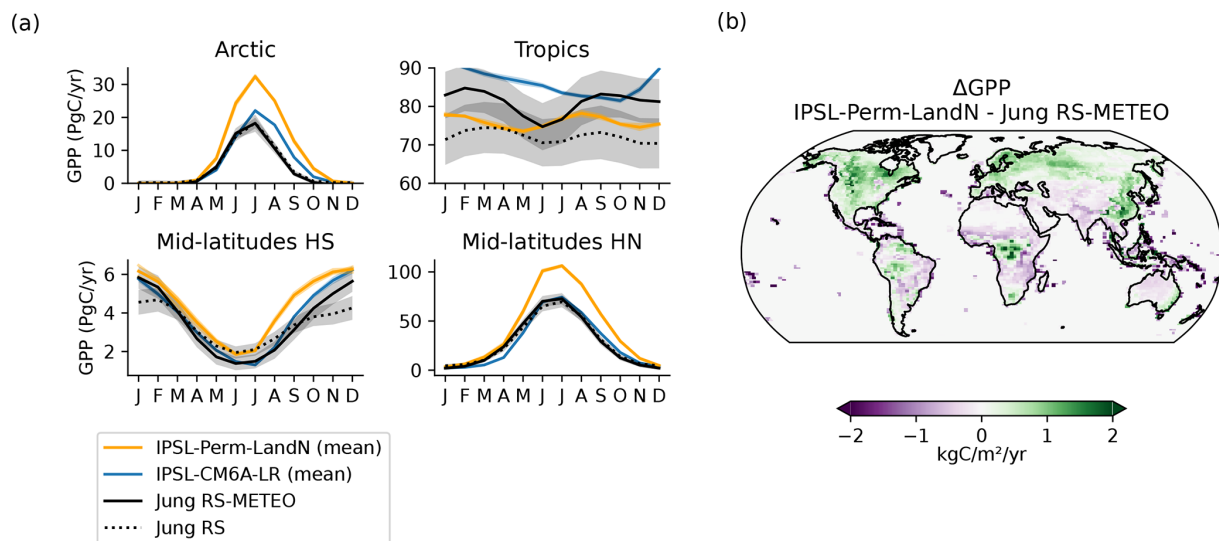 (a)
(b)
Arctic
GPP (PgC/yr)
30
20
10
0
J F M A M J J A S O N D
Tropics
90
80
70
60
J F M A M J J A S O N D
Mid-latitudes HS
GPP (PgC/yr)
6
4
2
J F M A M J J A S O N D
Mid-latitudes HN
100
50
0
J F M A M J J A S O N D
IPSL-Perm-LandN (mean)
IPSL-CM6A-LR (mean)
Jung RS-METEO
Jung RS
ΔGPP
IPSL-Perm-LandN - Jung RS-METEO
−2 −1 0 1 2
kgC/m²/yr